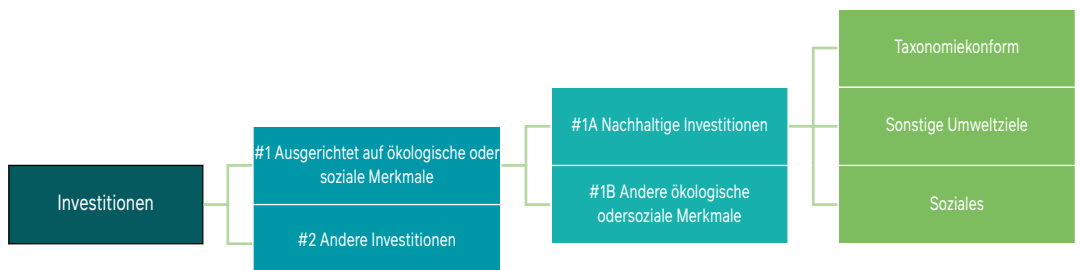 Investitionen
#1 Ausgerichtet auf ökologische oder
soziale Merkmale
#2 Andere Investitionen
#1A Nachhaltige Investitionen
#1B Andere ökologische
odersoziale Merkmale
Taxonomiekonform
Sonstige Umweltziele
Soziales